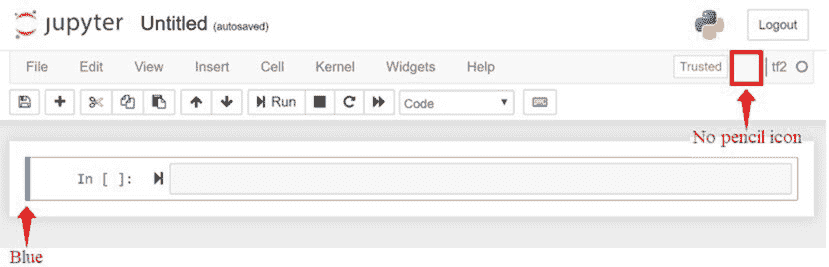 jupyter Untitled (autosaved) Logout
File Edit View Insert Cell Kernel Widgets Help Trusted tf2
Run Code
No pencil icon
In [ ]:
Blue